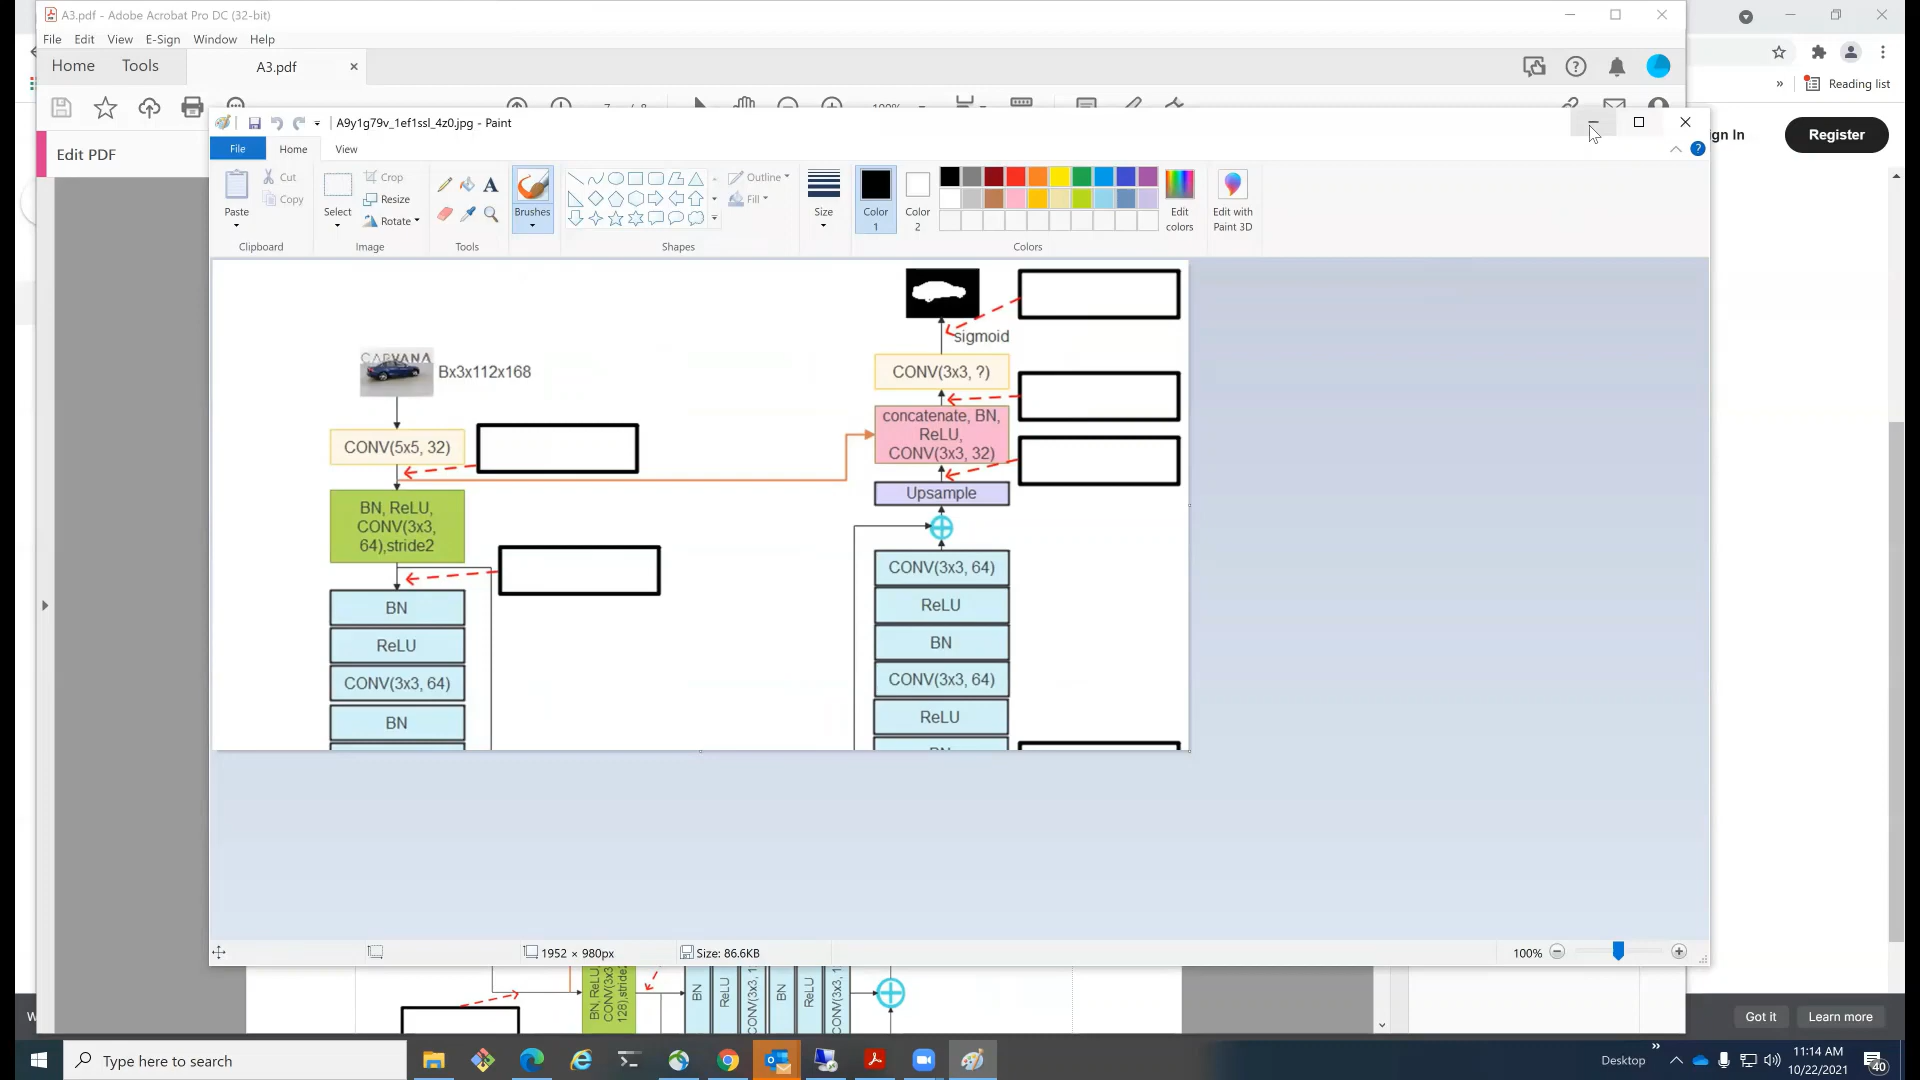 A3.pdf - Adobe Acrobat Pro DC (32-bit)
File Edit View E-Sign Window Help
Home Tools A3.pdf
Reading list
100%
Edit PDF
A9y1g79v_1ef1ssl_4z0.jpg - Paint
Register
File Home View
Cut
Copy
Paste
Clipboard
Select
Crop
Resize
Rotate
Image
Tools
Brushes
Shapes
Outline
Fill
Size
Color 1
Color 2
Colors
Edit colors
Edit with Paint 3D
CARVANA
Bx3x112x168
CONV(5x5, 32)
BN, ReLU,
CONV(3x3,
64),stride2
BN
ReLU
CONV(3x3, 64)
BN
sigmoid
CONV(3x3, ?)
concatenate, BN,
ReLU,
CONV(3x3, 32)
Upsample
CONV(3x3, 64)
ReLU
BN
CONV(3x3, 64)
ReLU
1952 × 980px
Size: 86.6KB
100%
BN
ReLU
BN
ReLU
Got it
Learn more
Type here to search
Desktop
11:14 AM
10/22/2021
40